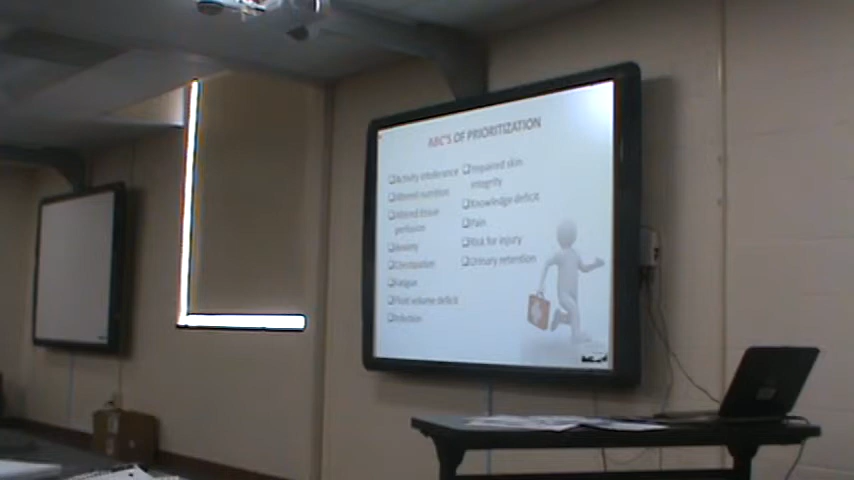 ABC'S OF PRIORITIZATION
Activity intolerance
Altered nutrition
Altered tissue
perfusion
Anxiety
Constipation
Fatigue
Fluid volume deficit
Infection
Impaired skin
integrity
Knowledge deficit
Pain
Risk for injury
Urinary retention